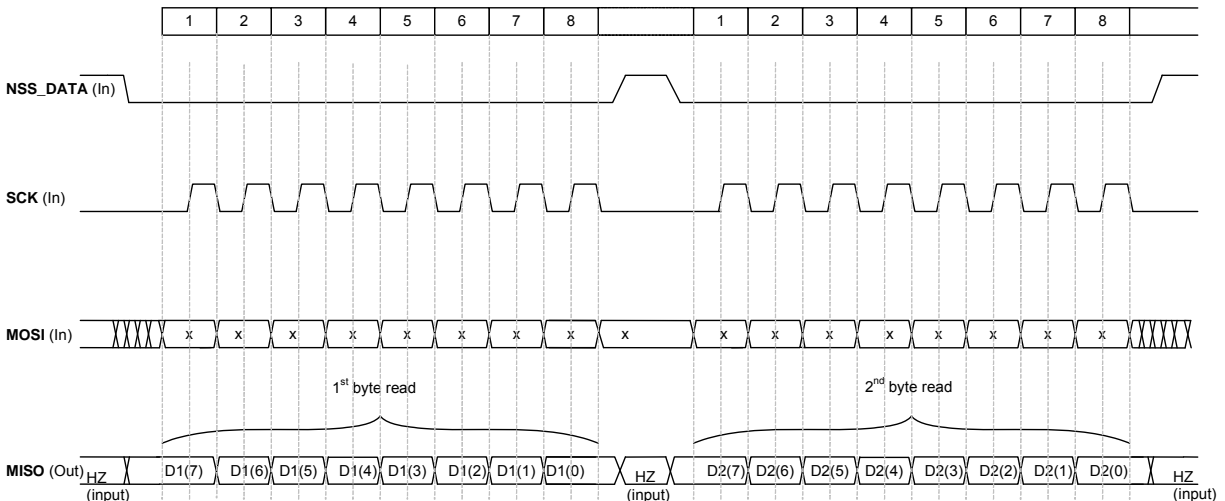 1 2 3 4 5 6 7 8 1 2 3 4 5 6 7 8
NSS_DATA (In)
SCK (In)
MOSI (In) x x x x x x x x x x x x x x x x x
1st byte read 2nd byte read
MISO (Out) HZ (input) D1(7) D1(6) D1(5) D1(4) D1(3) D1(2) D1(1) D1(0) HZ (input) D2(7) D2(6) D2(5) D2(4) D2(3) D2(2) D2(1) D2(0) HZ (input)